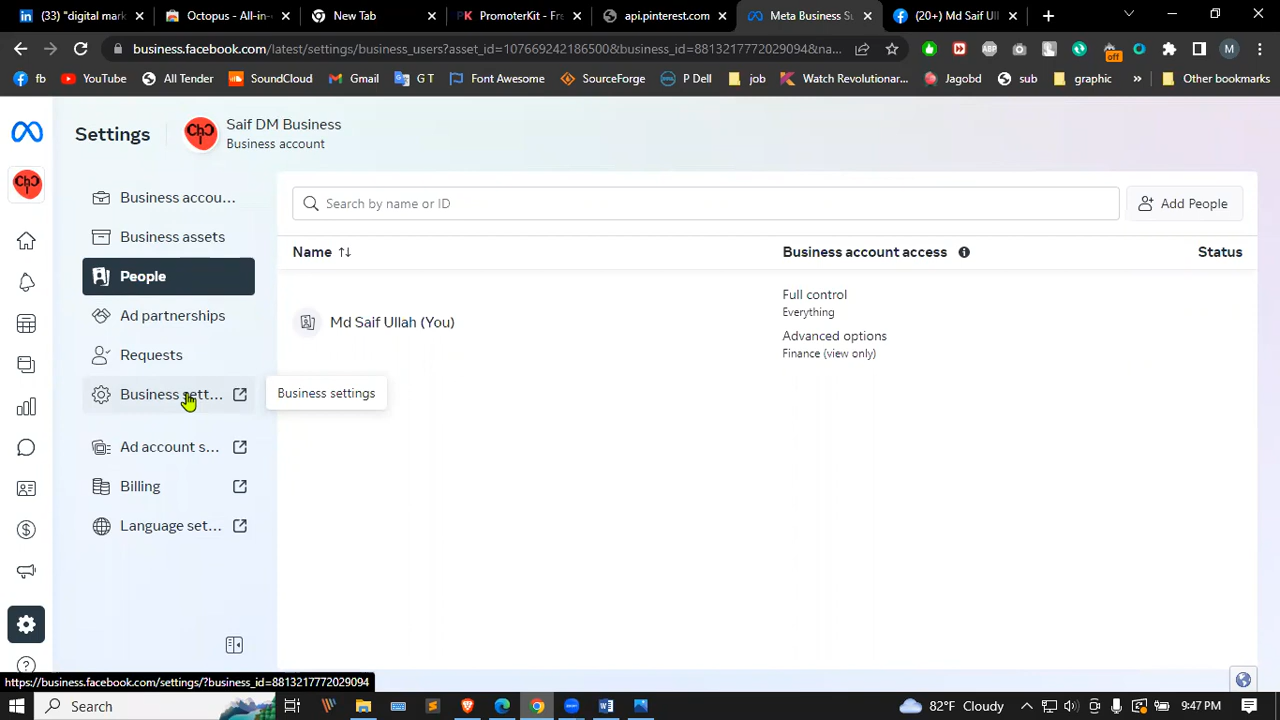 (33) "digital mark
Octopus - All-in-
New Tab
PromoterKit - Fre
api.pinterest.com
Meta Business Su
(20+) Md Saif Ull
business.facebook.com/latest/settings/business_users?asset_id=107669242186500&business_id=88132177720290​94&na...
fb
YouTube
All Tender
SoundCloud
Gmail
G T
Font Awesome
SourceForge
P Dell
job
Watch Revolutionar...
Jagobd
sub
graphic
Other bookmarks
Settings
Saif DM Business
Business account
Business accou...
Business assets
People
Ad partnerships
Requests
Business sett...
Business settings
Ad account s...
Billing
Language set...
Search by name or ID
Add People
Name
Business account access
Status
Md Saif Ullah (You)
Full control
Everything
Advanced options
Finance (view only)
https://business.facebook.com/settings/?business_id=8813217772029094
Search
82°F Cloudy
9:47 PM